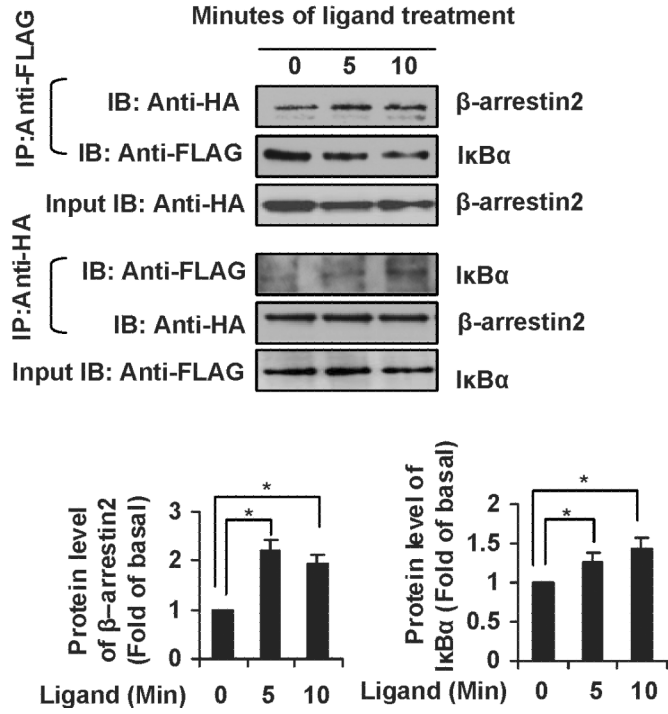 Minutes of ligand treatment
0 5 10
IP:Anti-FLAG
IB: Anti-HA β-arrestin2
IB: Anti-FLAG IκBα
Input IB: Anti-HA β-arrestin2
IP:Anti-HA
IB: Anti-FLAG IκBα
IB: Anti-HA β-arrestin2
Input IB: Anti-FLAG IκBα
Protein level
of β–arrestin2
(Fold of basal)
3
2
1
0
*
*
Ligand (Min) 0 5 10
Protein level of
IκBα (Fold of basal)
2
1.5
1
0.5
0
*
*
Ligand (Min) 0 5 10